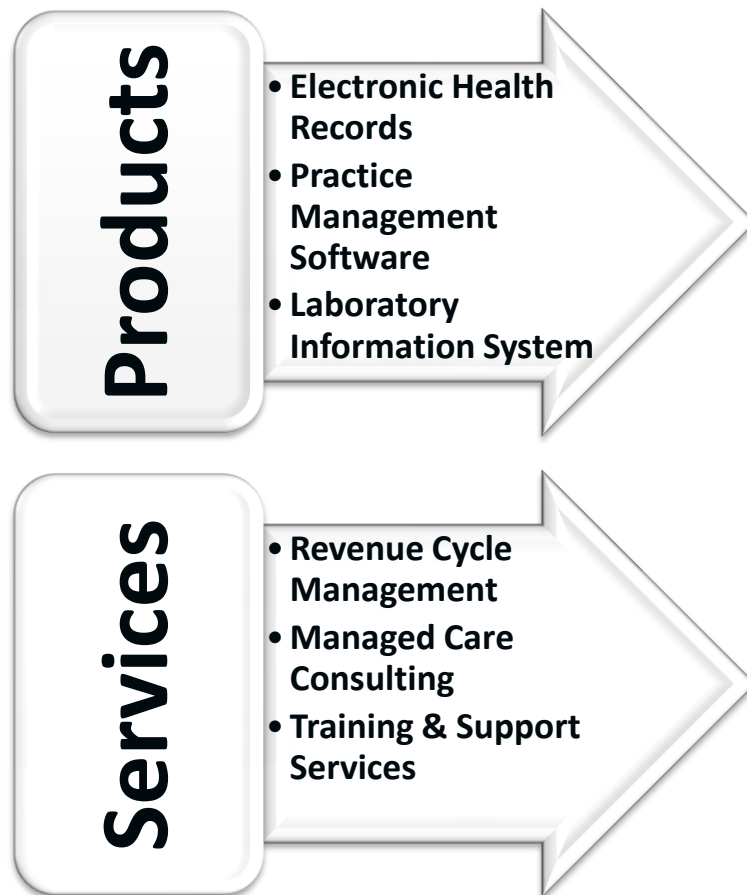 Products
• Electronic Health
Records
• Practice
Management
Software
• Laboratory
Information System
Services
• Revenue Cycle
Management
• Managed Care
Consulting
• Training & Support
Services